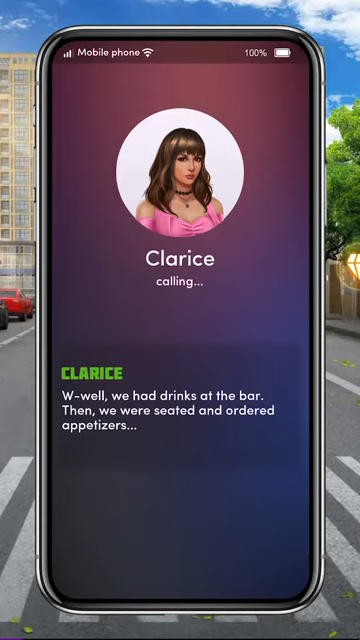 Mobile phone 100%
Clarice
calling...
CLARICE
W-well, we had drinks at the bar.
Then, we were seated and ordered
appetizers...